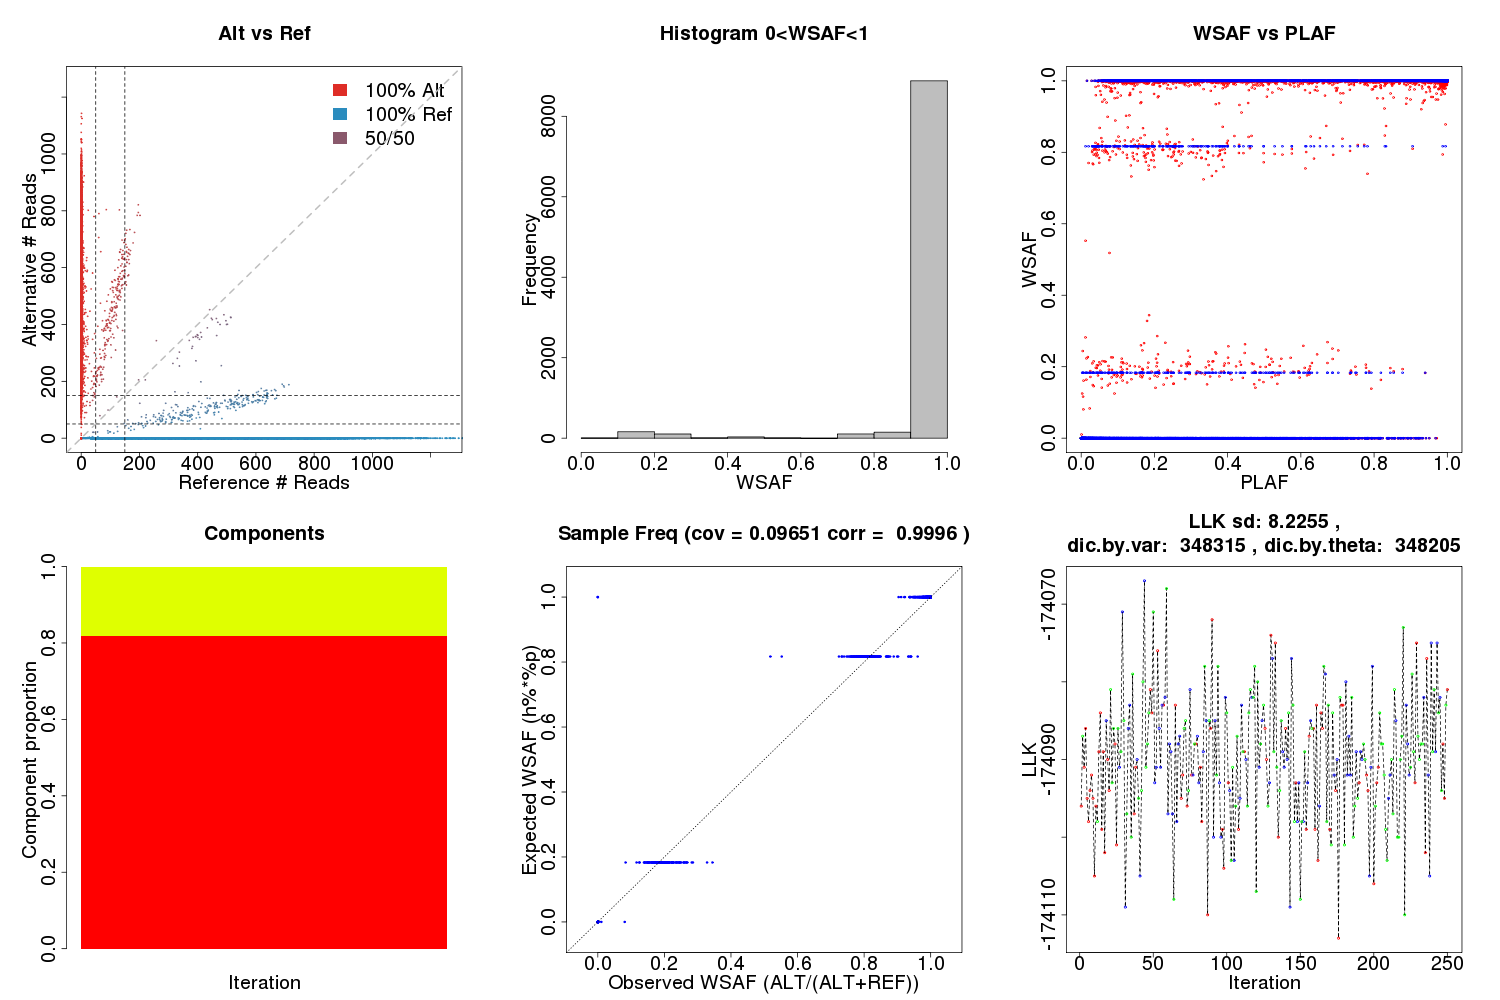 Alt vs Ref
100% Alt
100% Ref
50/50
Alternative # Reads
0 200 400 600 800 1000
0 200 400 600 800 1000
Reference # Reads
Histogram 0<WSAF<1
Frequency
0 2000 4000 6000 8000
0.0 0.2 0.4 0.6 0.8 1.0
WSAF
WSAF vs PLAF
WSAF
0.0 0.2 0.4 0.6 0.8 1.0
0.0 0.2 0.4 0.6 0.8 1.0
PLAF
Components
Component proportion
0.0 0.2 0.4 0.6 0.8 1.0
Iteration
Sample Freq (cov = 0.09651 corr = 0.9996 )
Expected WSAF (h%*%p)
0.0 0.2 0.4 0.6 0.8 1.0
0.0 0.2 0.4 0.6 0.8 1.0
Observed WSAF (ALT/(ALT+REF))
LLK sd: 8.2255 ,
dic.by.var: 348315 , dic.by.theta: 348205
LLK
-174110 -174090 -174070
0 50 100 150 200 250
Iteration